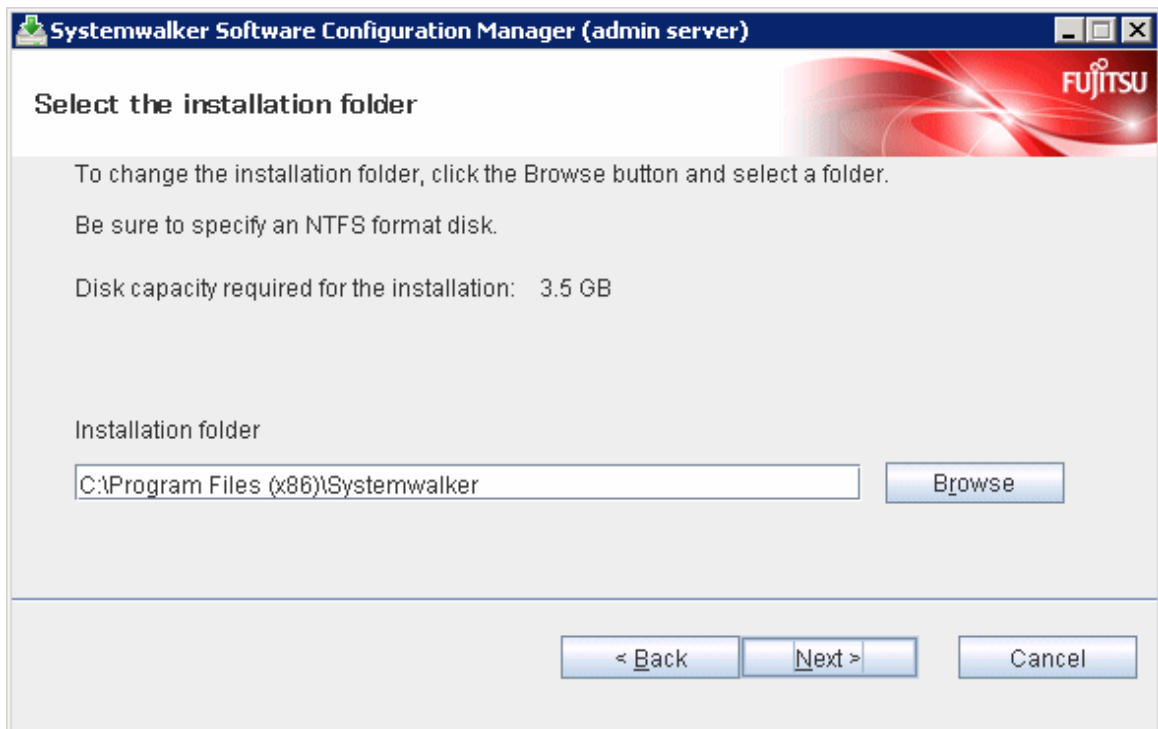 Systemwalker Software Configuration Manager (admin server)
FUJITSU
Select the installation folder
To change the installation folder, click the Browse button and select a folder.
Be sure to specify an NTFS format disk.
Disk capacity required for the installation: 3.5 GB
Installation folder
C:\Program Files (x86)\Systemwalker
Browse
< Back
Next >
Cancel